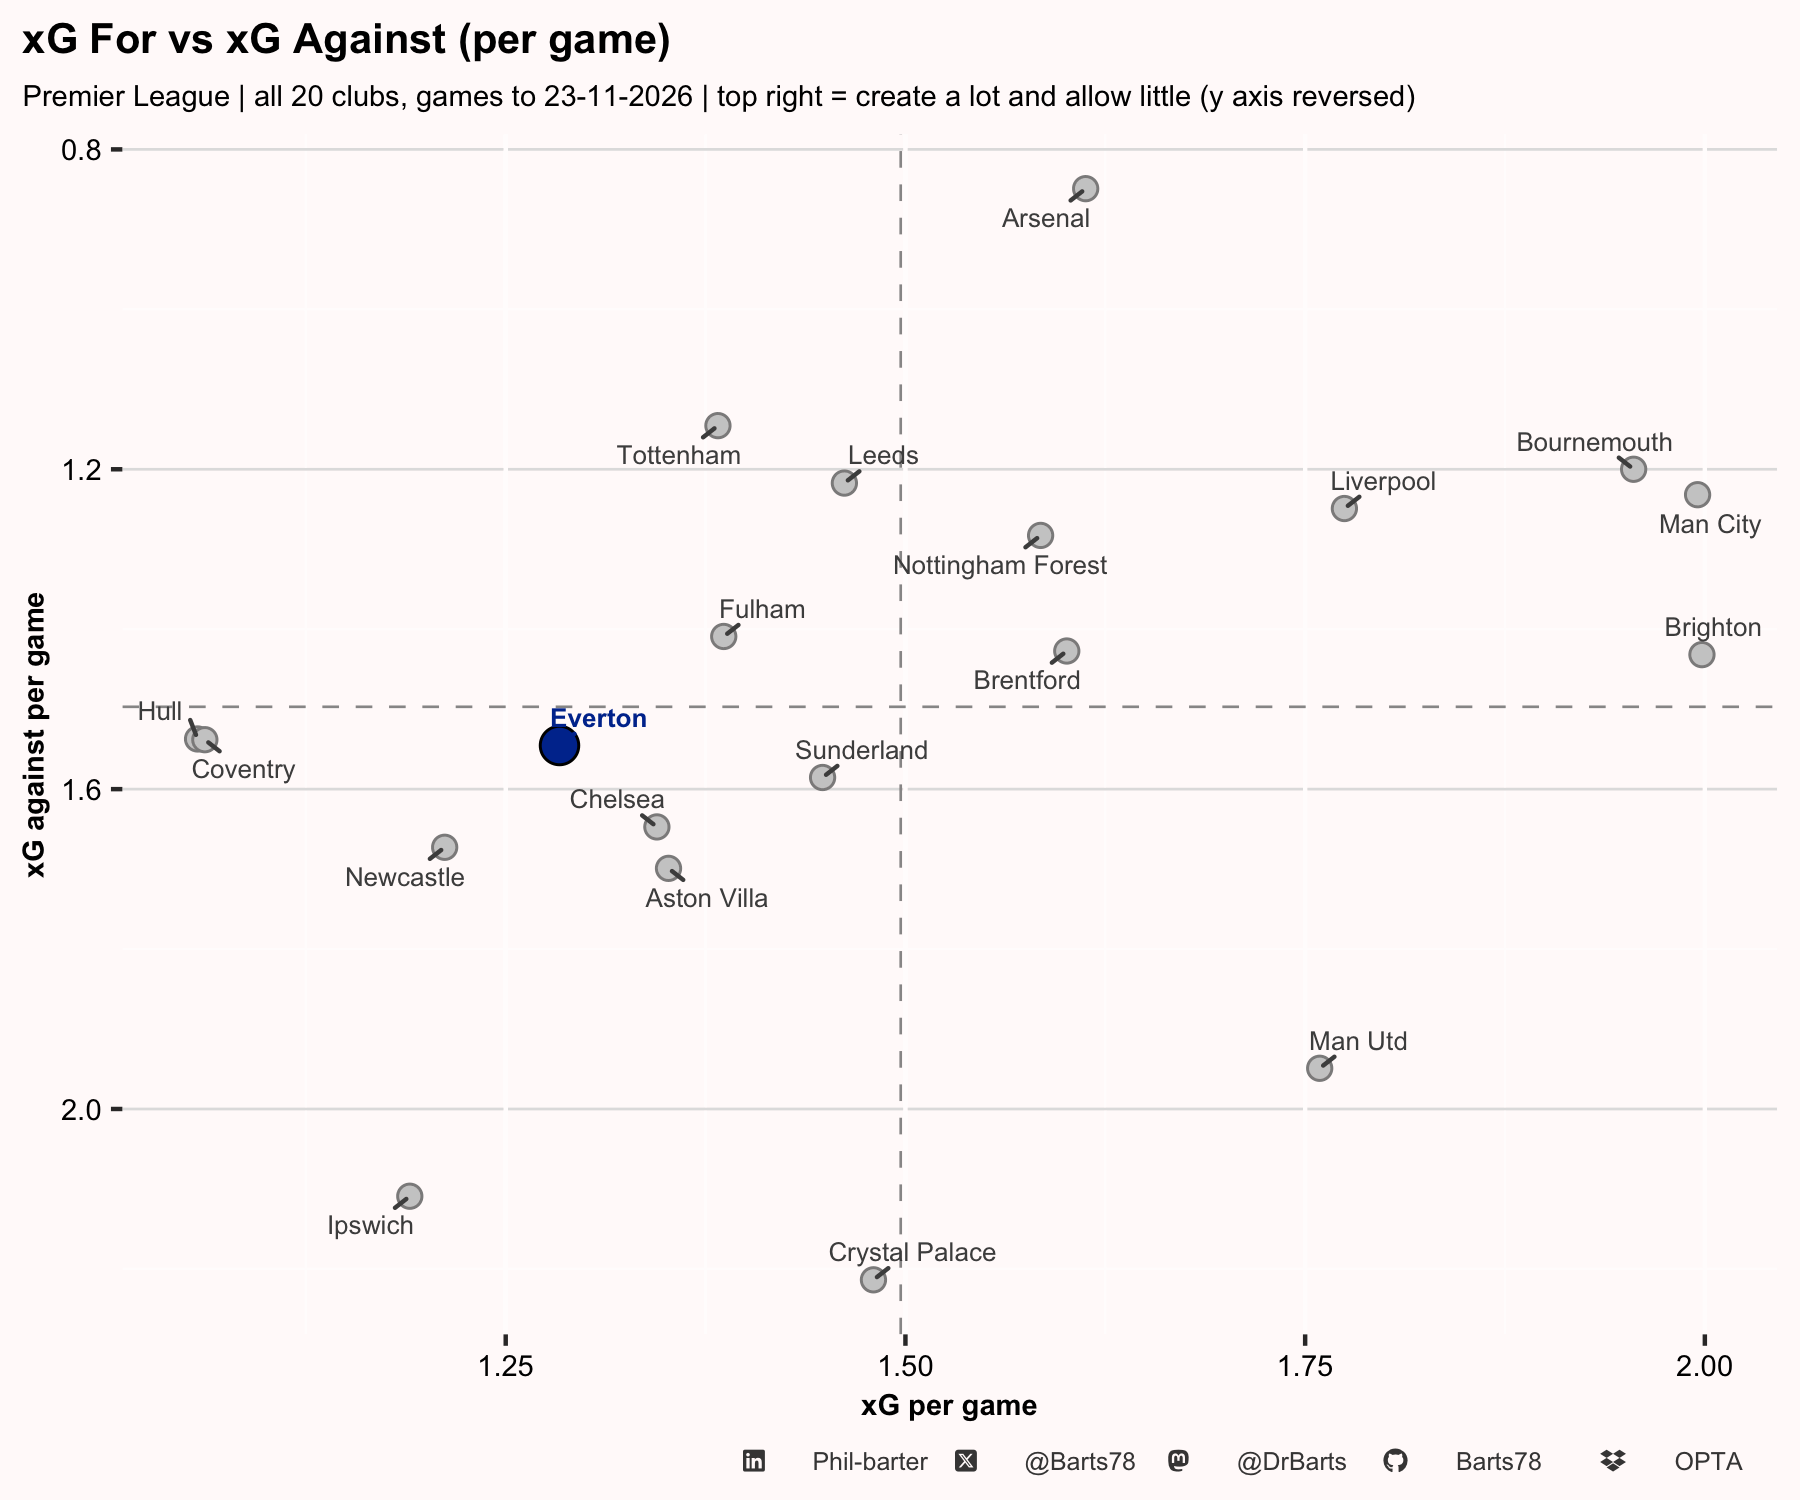 xG For vs xG Against (per game)
Premier League | all 20 clubs, games to 23-11-2026 | top right = create a lot and allow little (y axis reversed)
0.8
Arsenal
Tottenham
Leeds
Bournemouth
1.2
Liverpool
Man City
Nottingham Forest
Fulham
Brighton
Brentford
xG against per game
Hull
Everton
Sunderland
Coventry
1.6
Chelsea
Newcastle
Aston Villa
Man Utd
2.0
Ipswich
Crystal Palace
1.25 1.50 1.75 2.00
xG per game
Phil-barter @Barts78 @DrBarts Barts78 OPTA